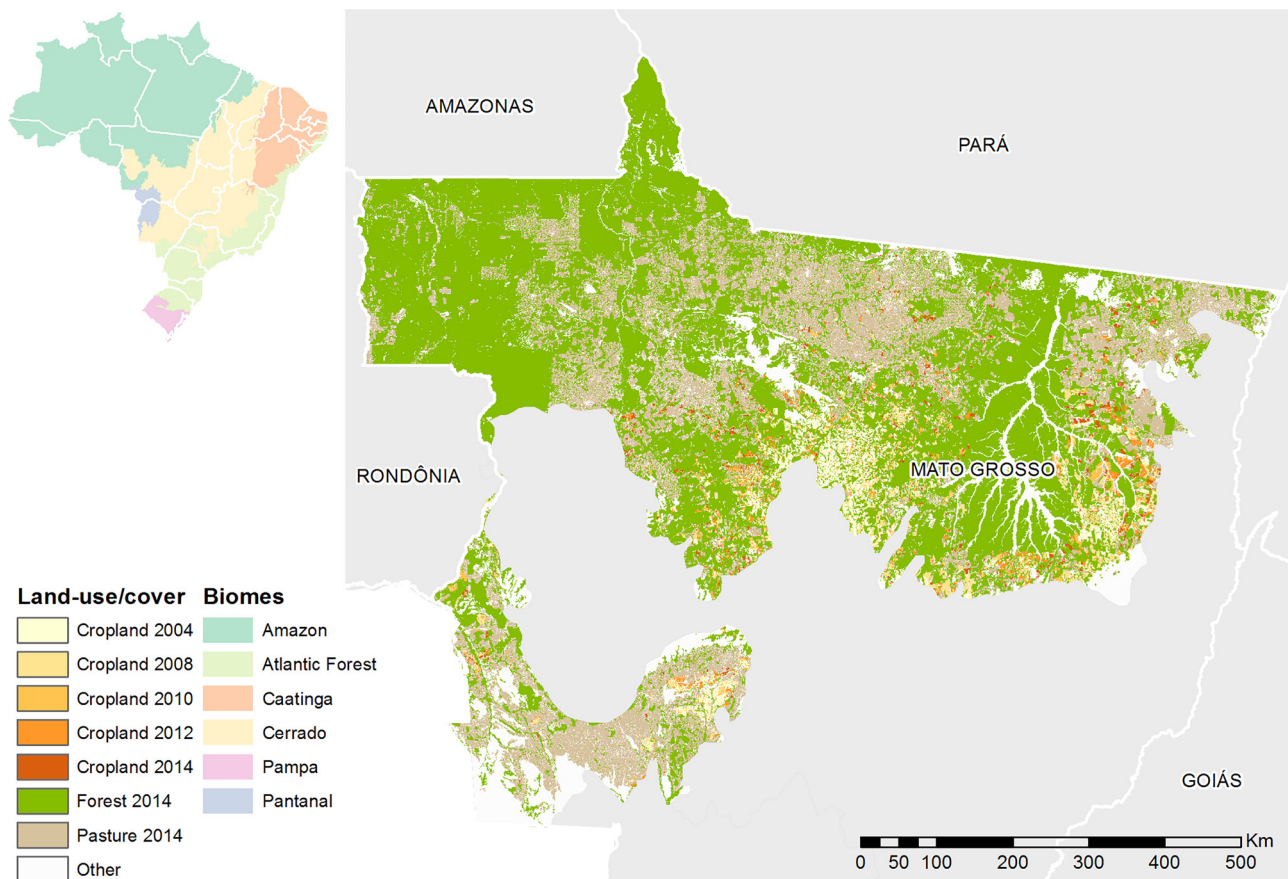 AMAZONAS
PARÁ
RONDÔNIA
MATO GROSSO
GOIÁS
Land-use/cover
Cropland 2004
Cropland 2008
Cropland 2010
Cropland 2012
Cropland 2014
Forest 2014
Pasture 2014
Other
Biomes
Amazon
Atlantic Forest
Caatinga
Cerrado
Pampa
Pantanal
Km
0 50 100 200 300 400 500